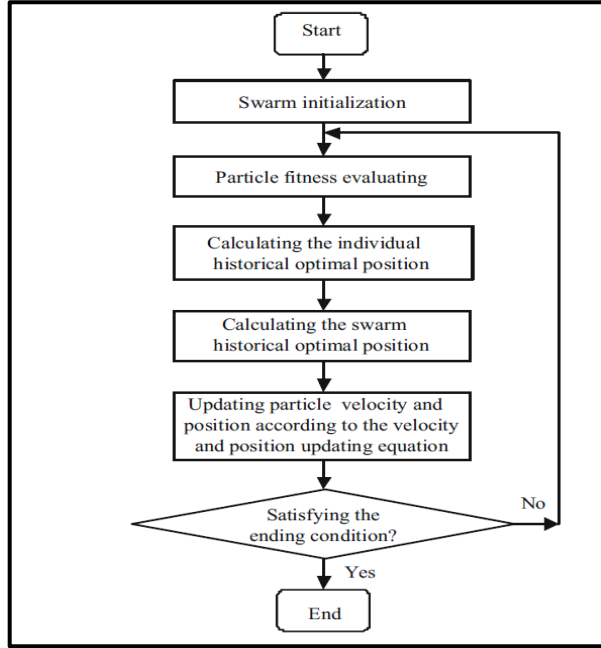 Start
Swarm initialization
Particle fitness evaluating
Calculating the individual
historical optimal position
Calculating the swarm
historical optimal position
Updating particle velocity and
position according to the velocity
and position updating equation
Satisfying the
ending condition?
No
Yes
End